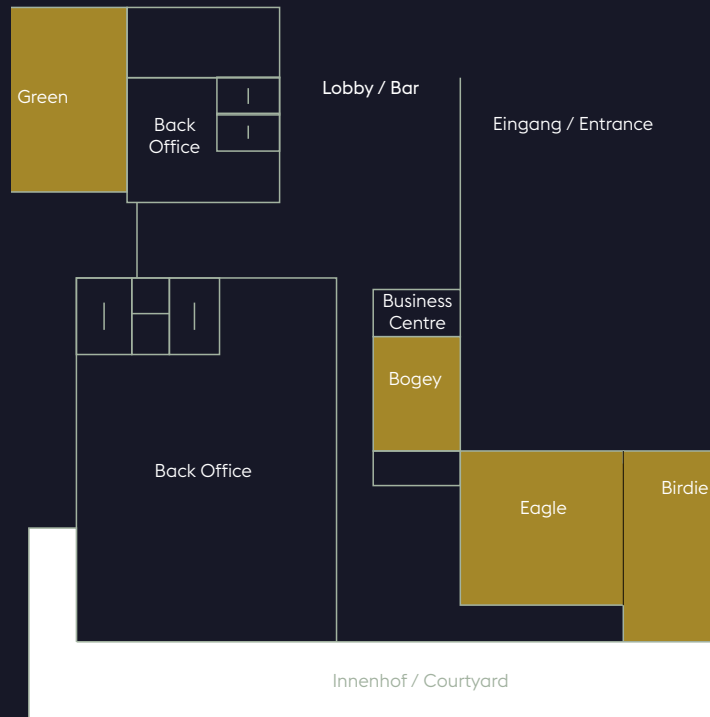 Lobby / Bar
Green
Eingang / Entrance
Back
Office
Business
Centre
Bogey
Back Office
Birdie
Eagle
Innenhof / Courtyard